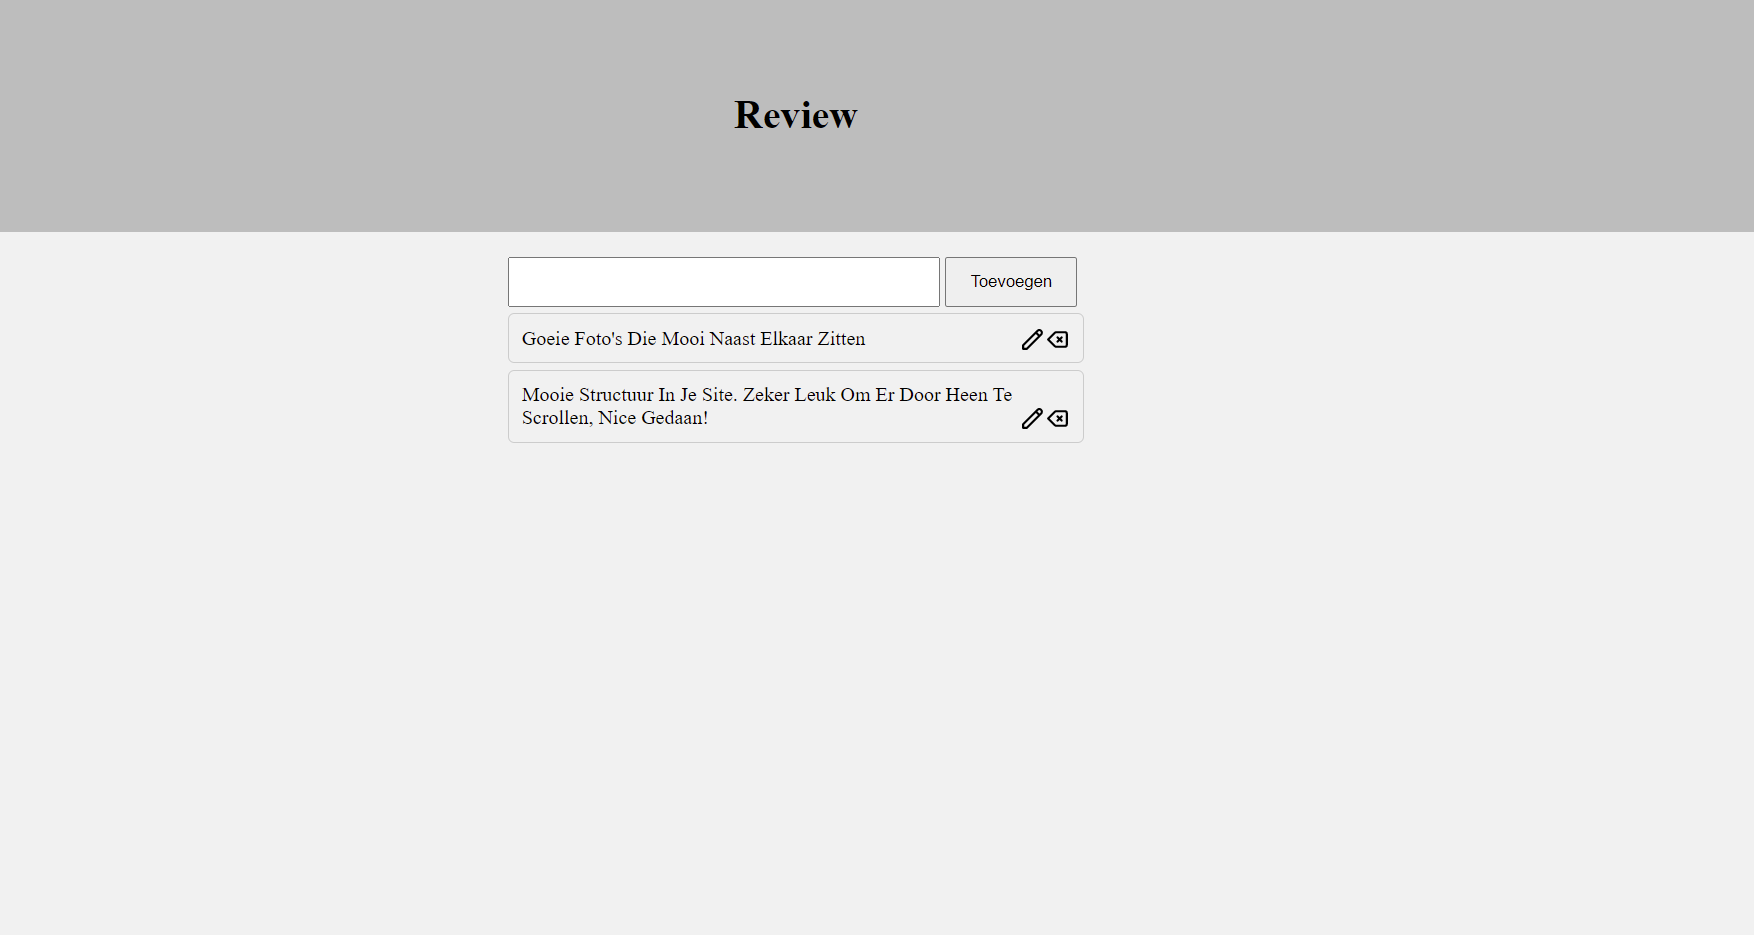 Review
Toevoegen
Goeie Foto's Die Mooi Naast Elkaar Zitten
Mooie Structuur In Je Site. Zeker Leuk Om Er Door Heen Te
Scrollen, Nice Gedaan!